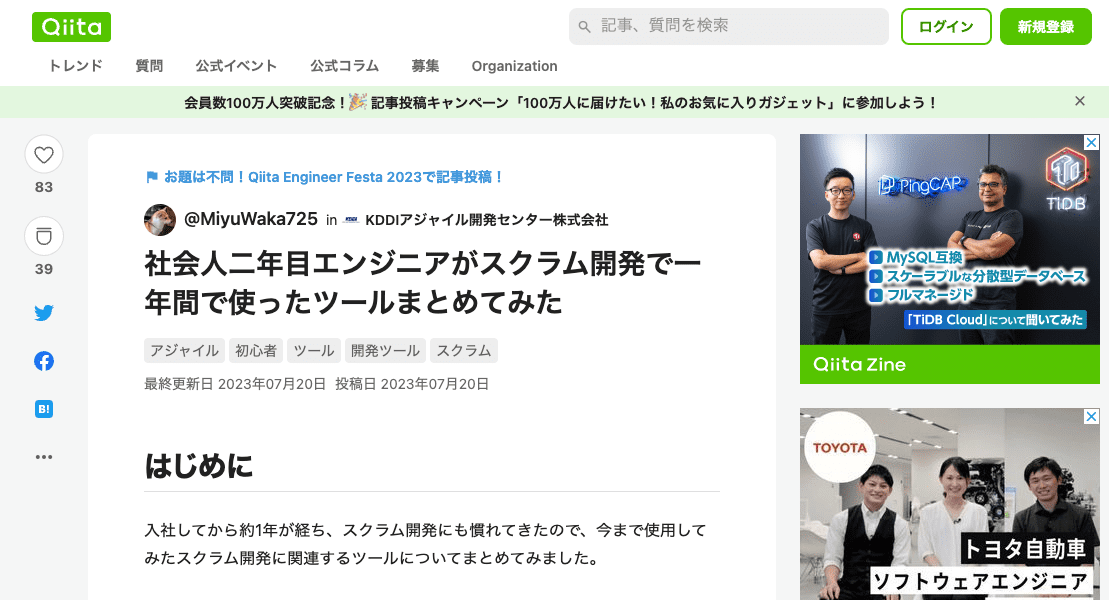 Qiita
記事、質問を検索
ログイン
新規登録
トレンド
質問
公式イベント
公式コラム
募集
Organization
会員数100万人突破記念！🎉 記事投稿キャンペーン「100万人に届けたい！私のお気に入りガジェット」に参加しよう！
83
39
B!
お題は不問！Qiita Engineer Festa 2023で記事投稿！
@MiyuWaka725 in KDDIアジャイル開発センター株式会社
社会人二年目エンジニアがスクラム開発で一
年間で使ったツールまとめてみた
アジャイル
初心者
ツール
開発ツール
スクラム
最終更新日 2023年07月20日 投稿日 2023年07月20日
はじめに
入社してから約1年が経ち、スクラム開発にも慣れてきたので、今まで使用して
みたスクラム開発に関連するツールについてまとめてみました。
PingCAP
TiDB
MySQL互換
スケーラブルな分散型データベース
フルマネージド
「TiDB Cloud」について聞いてみた
Qiita Zine
TOYOTA
トヨタ自動車
ソフトウェアエンジニア